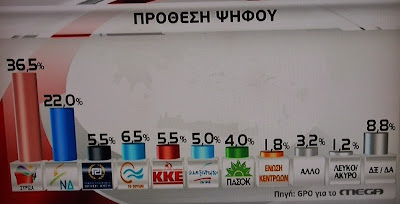 ΠΡΟΘΕΣΗ ΨΗΦΟΥ
36,5% 22,0% 5,5% 6,5% 5,5% 5,0% 4,0% 1,8% 3,2% 1,2% 8,8%
ΝΔ ΚΚΕ ΠΑΣΟΚ ΕΝΩΣΗ ΚΕΝΤΡΩΩΝ ΑΛΛΟ ΛΕΥΚΟ/ ΑΚΥΡΟ ΔΞ / ΔΑ
Πηγή: GPO για το MEGA